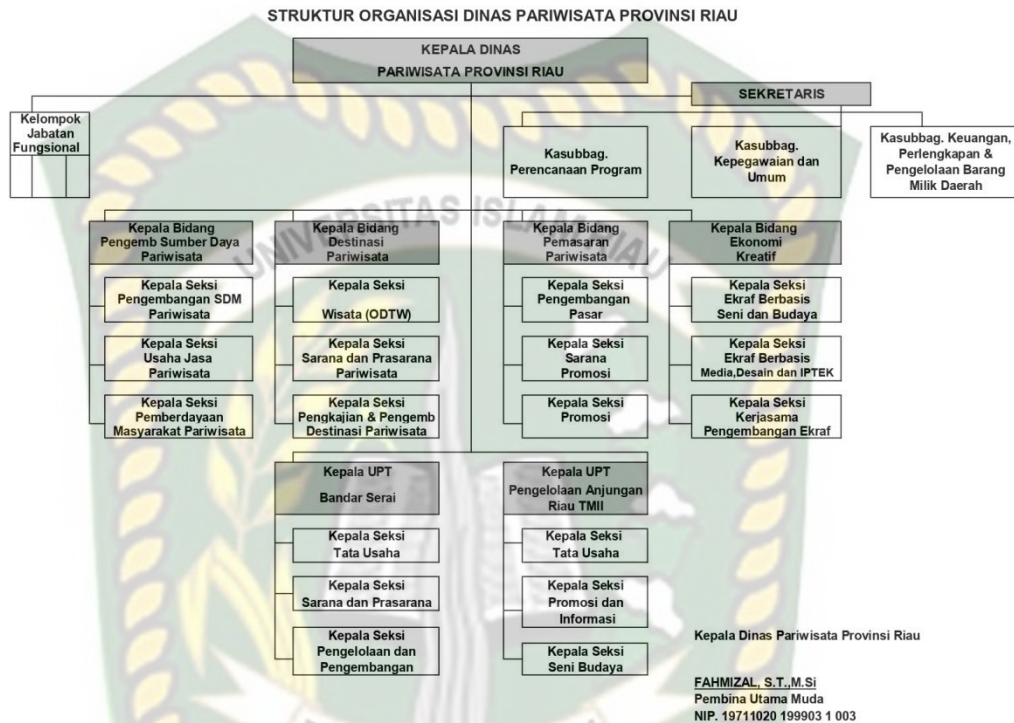 STRUKTUR ORGANISASI DINAS PARIWISATA PROVINSI RIAU
KEPALA DINAS
PARIWISATA PROVINSI RIAU
SEKRETARIS
Kelompok
Jabatan
Fungsional
Kasubbag.
Perencanaan Program
Kasubbag.
Kepegawaian dan
Umum
Kasubbag. Keuangan,
Perlengkapan &
Pengelolaan Barang
Milik Daerah
UNIVERSITAS ISLAM RIAU
Kepala Bidang
Pengemb Sumber Daya
Pariwisata
Kepala Seksi
Pengembangan SDM
Pariwisata
Kepala Seksi
Usaha Jasa
Pariwisata
Kepala Seksi
Pemberdayaan
Masyarakat Pariwisata
Kepala Bidang
Destinasi
Pariwisata
Kepala Seksi
Wisata (ODTW)
Kepala Seksi
Sarana dan Prasarana
Pariwisata
Kepala Seksi
Pengkajian & Pengemb
Destinasi Pariwisata
Kepala Bidang
Pemasaran
Pariwisata
Kepala Seksi
Pengembangan
Pasar
Kepala Seksi
Sarana
Promosi
Kepala Seksi
Promosi
Kepala Bidang
Ekonomi
Kreatif
Kepala Seksi
Ekraf Berbasis
Seni dan Budaya
Kepala Seksi
Ekraf Berbasis
Media,Desain dan IPTEK
Kepala Seksi
Kerjasama
Pengembangan Ekraf
Kepala UPT
Bandar Serai
Kepala Seksi
Tata Usaha
Kepala Seksi
Sarana dan Prasarana
Kepala Seksi
Pengelolaan dan
Pengembangan
Kepala UPT
Pengelolaan Anjungan
Riau TMII
Kepala Seksi
Tata Usaha
Kepala Seksi
Promosi dan
Informasi
Kepala Seksi
Seni Budaya
Kepala Dinas Pariwisata Provinsi Riau
FAHMIZAL, S.T.,M.Si
Pembina Utama Muda
NIP. 19711020 199903 1 003